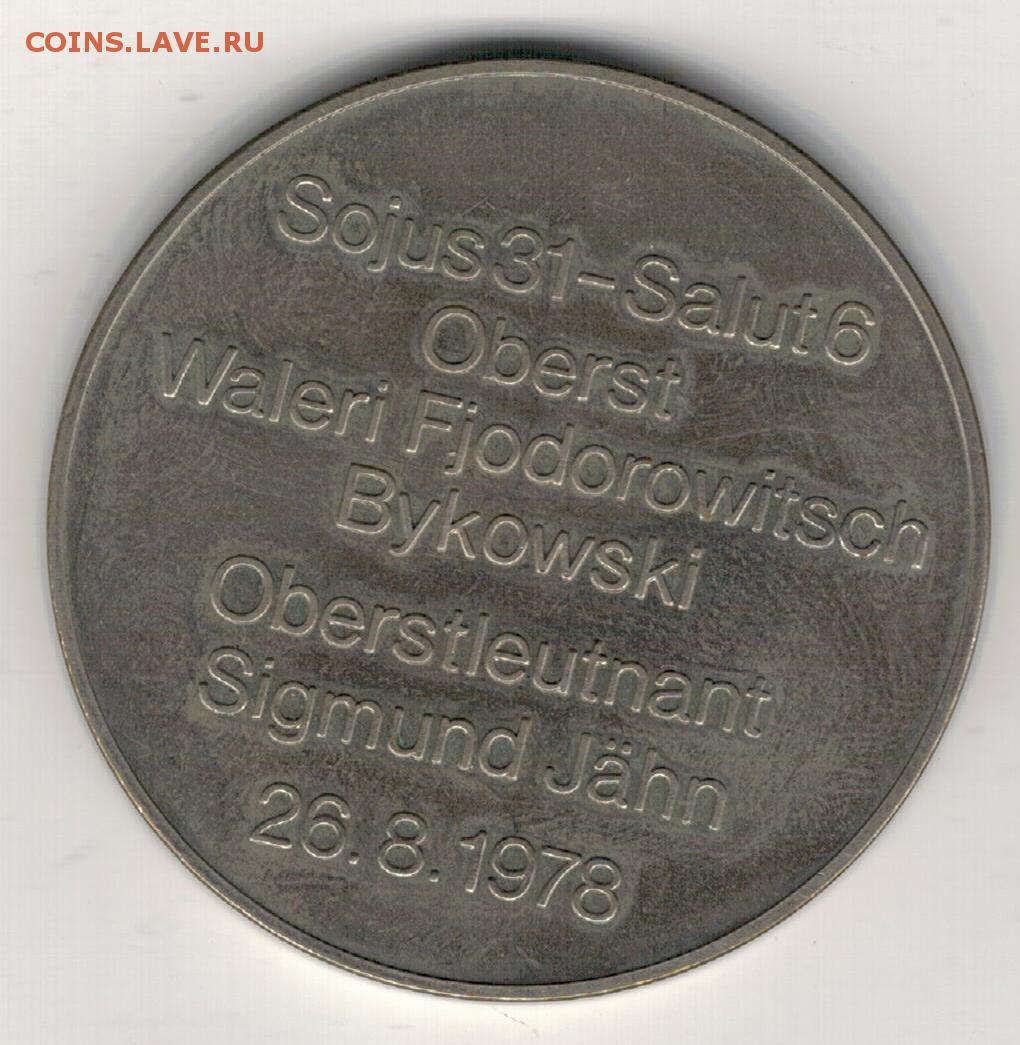 COINS.LAVE.RU
Sojus 31-Salut 6
Oberst
Waleri Fjodorowitsch
Bykowski
Oberstleutnant
Sigmund Jähn
26.8.1978